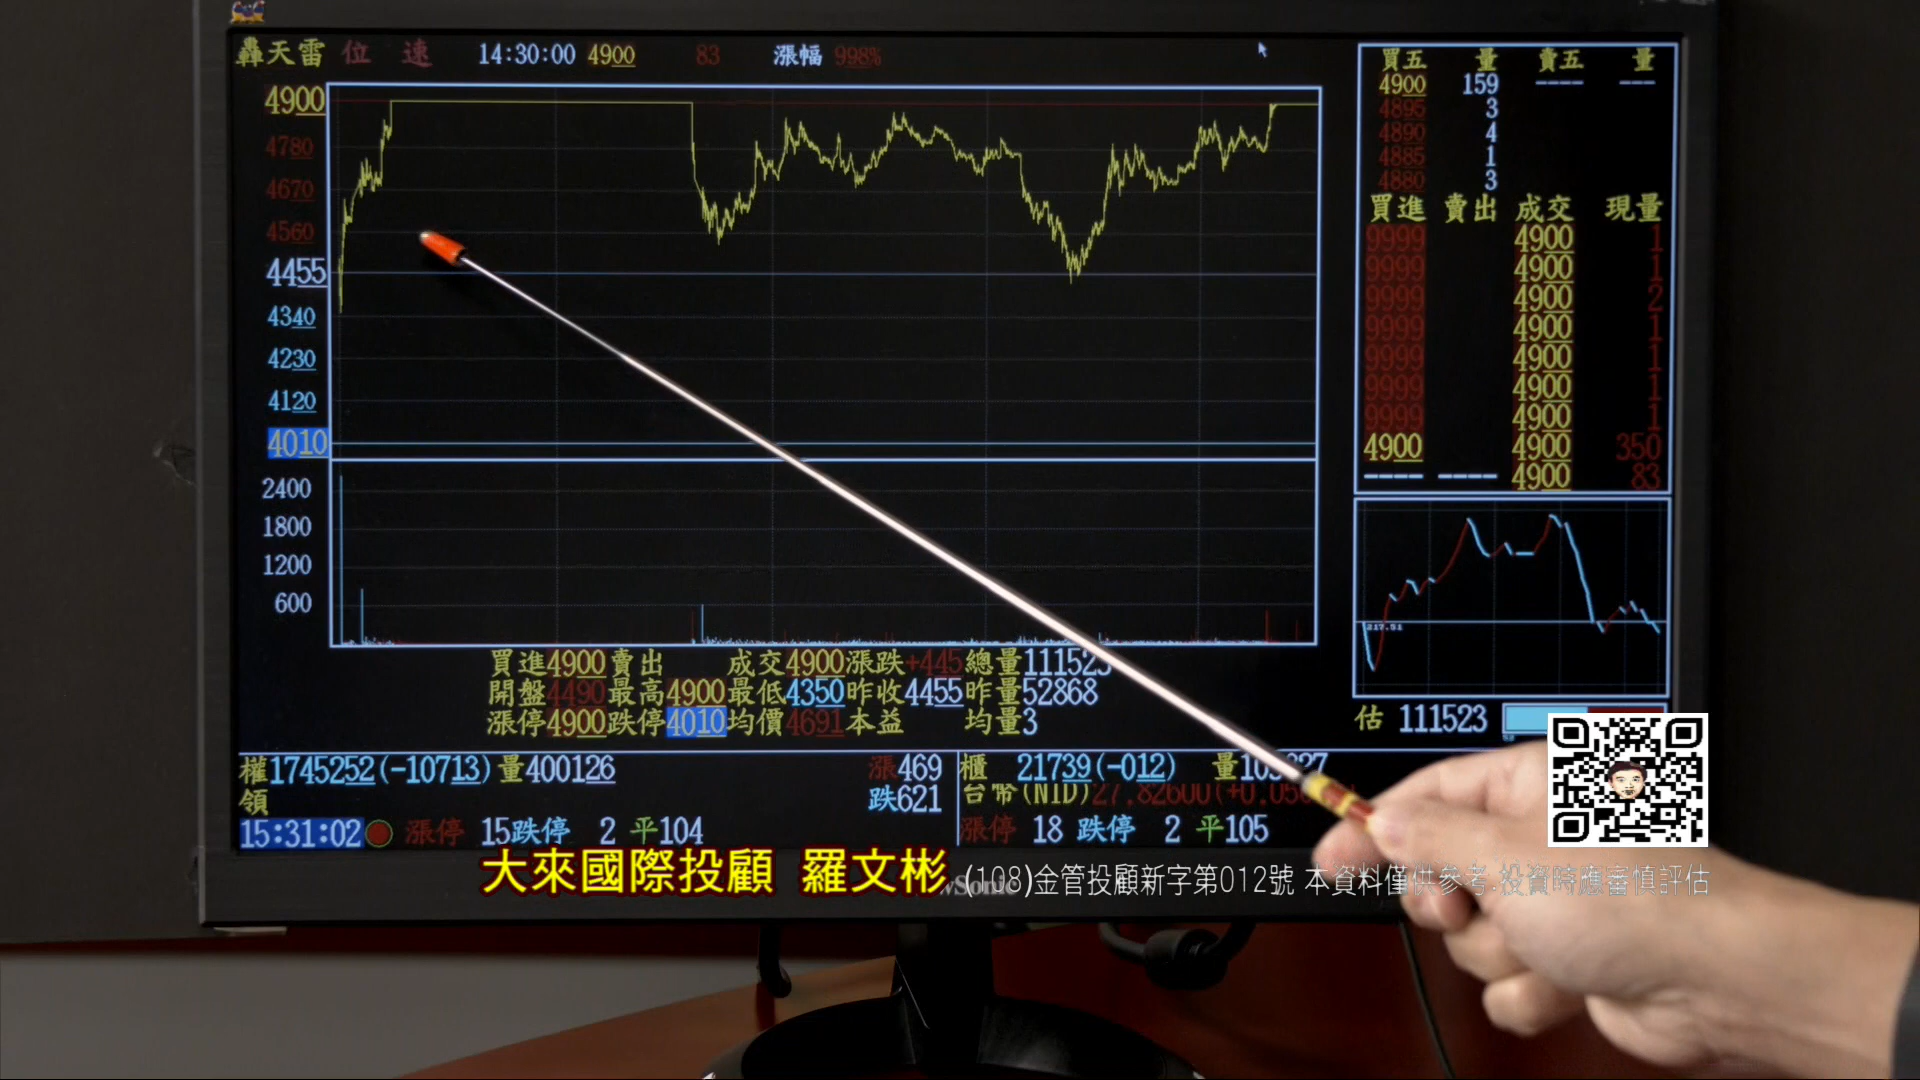 轟天雷 位 速 14:30:00 4900 83 漲幅 998%
4900
4780
4670
4560
4455
4340
4230
4120
4010
2400
1800
1200
600
買五 量 賣五 量
4900 159 ---- ---
4895 3
4890 4
4885 1
4880 3
買進 賣出 成交 現量
9999 4900 1
9999 4900 1
9999 4900 2
9999 4900 1
9999 4900 1
9999 4900 1
9999 4900 1
4900 4900 350
---- ---- 4900 83
217.51
估 111523
買進4900賣出 成交4900漲跌+445總量111523
開盤4490最高4900最低4350昨收4455昨量52868
漲停4900跌停4010均價4691本益 均量3
權1745252(-10713)量400126 漲469 櫃 21739(-012) 量
領 跌621 台幣(NTD)27.82600
15:31:02 漲停 15跌停 2平104 漲停 18 跌停 2 平105
大來國際投顧 羅文彬 (108)金管投顧新字第012號 本資料僅供參考.投資時應審慎評估